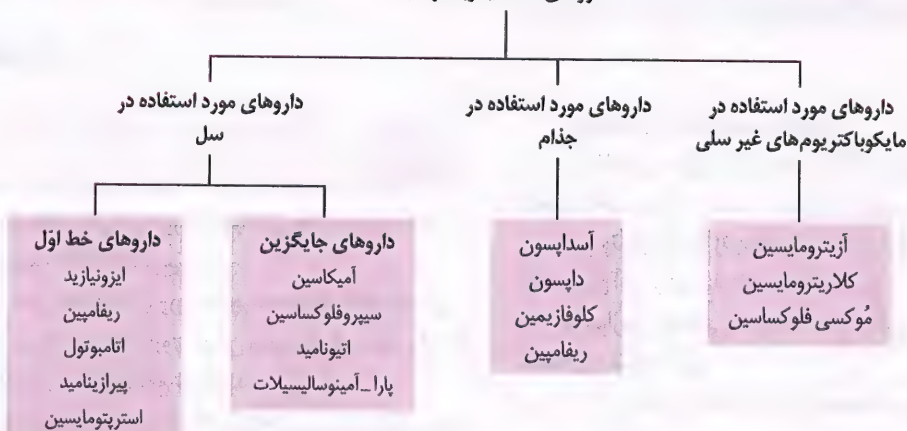 داروهای مورد استفاده در
سل
داروهای مورد استفاده در
جذام
داروهای مورد استفاده در
مایکوباکتریوم‌های غیر سلی
داروهای خط اوّل
ایزونیازید
ریفامپین
اتامبوتول
پیرازینامید
استرپتومایسین
داروهای جایگزین
آمیکاسین
سیپروفلوکساسین
اتیونامید
پارا_آمینوسالیسیلات
آسداپسون
داپسون
کلوفازیمین
ریفامپین
آزیترومایسین
کلاریترومایسین
مُوکسی فلوکساسین